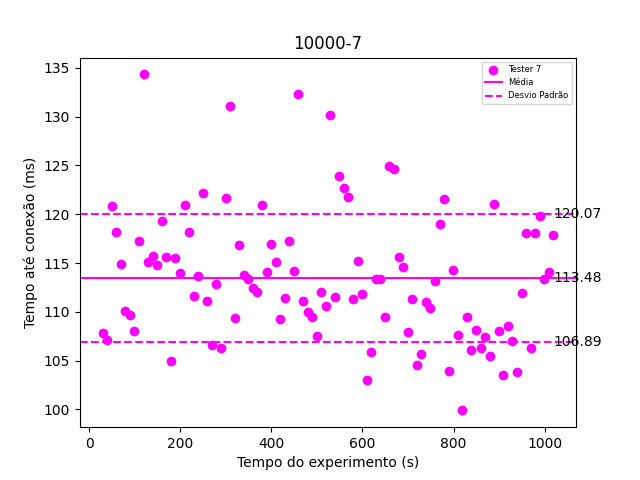 10000-7
Tester 7
Média
Desvio Padrão
Tempo até conexão (ms)
135
130
125
120
115
110
105
100
120.07
113.48
106.89
0 200 400 600 800 1000
Tempo do experimento (s)